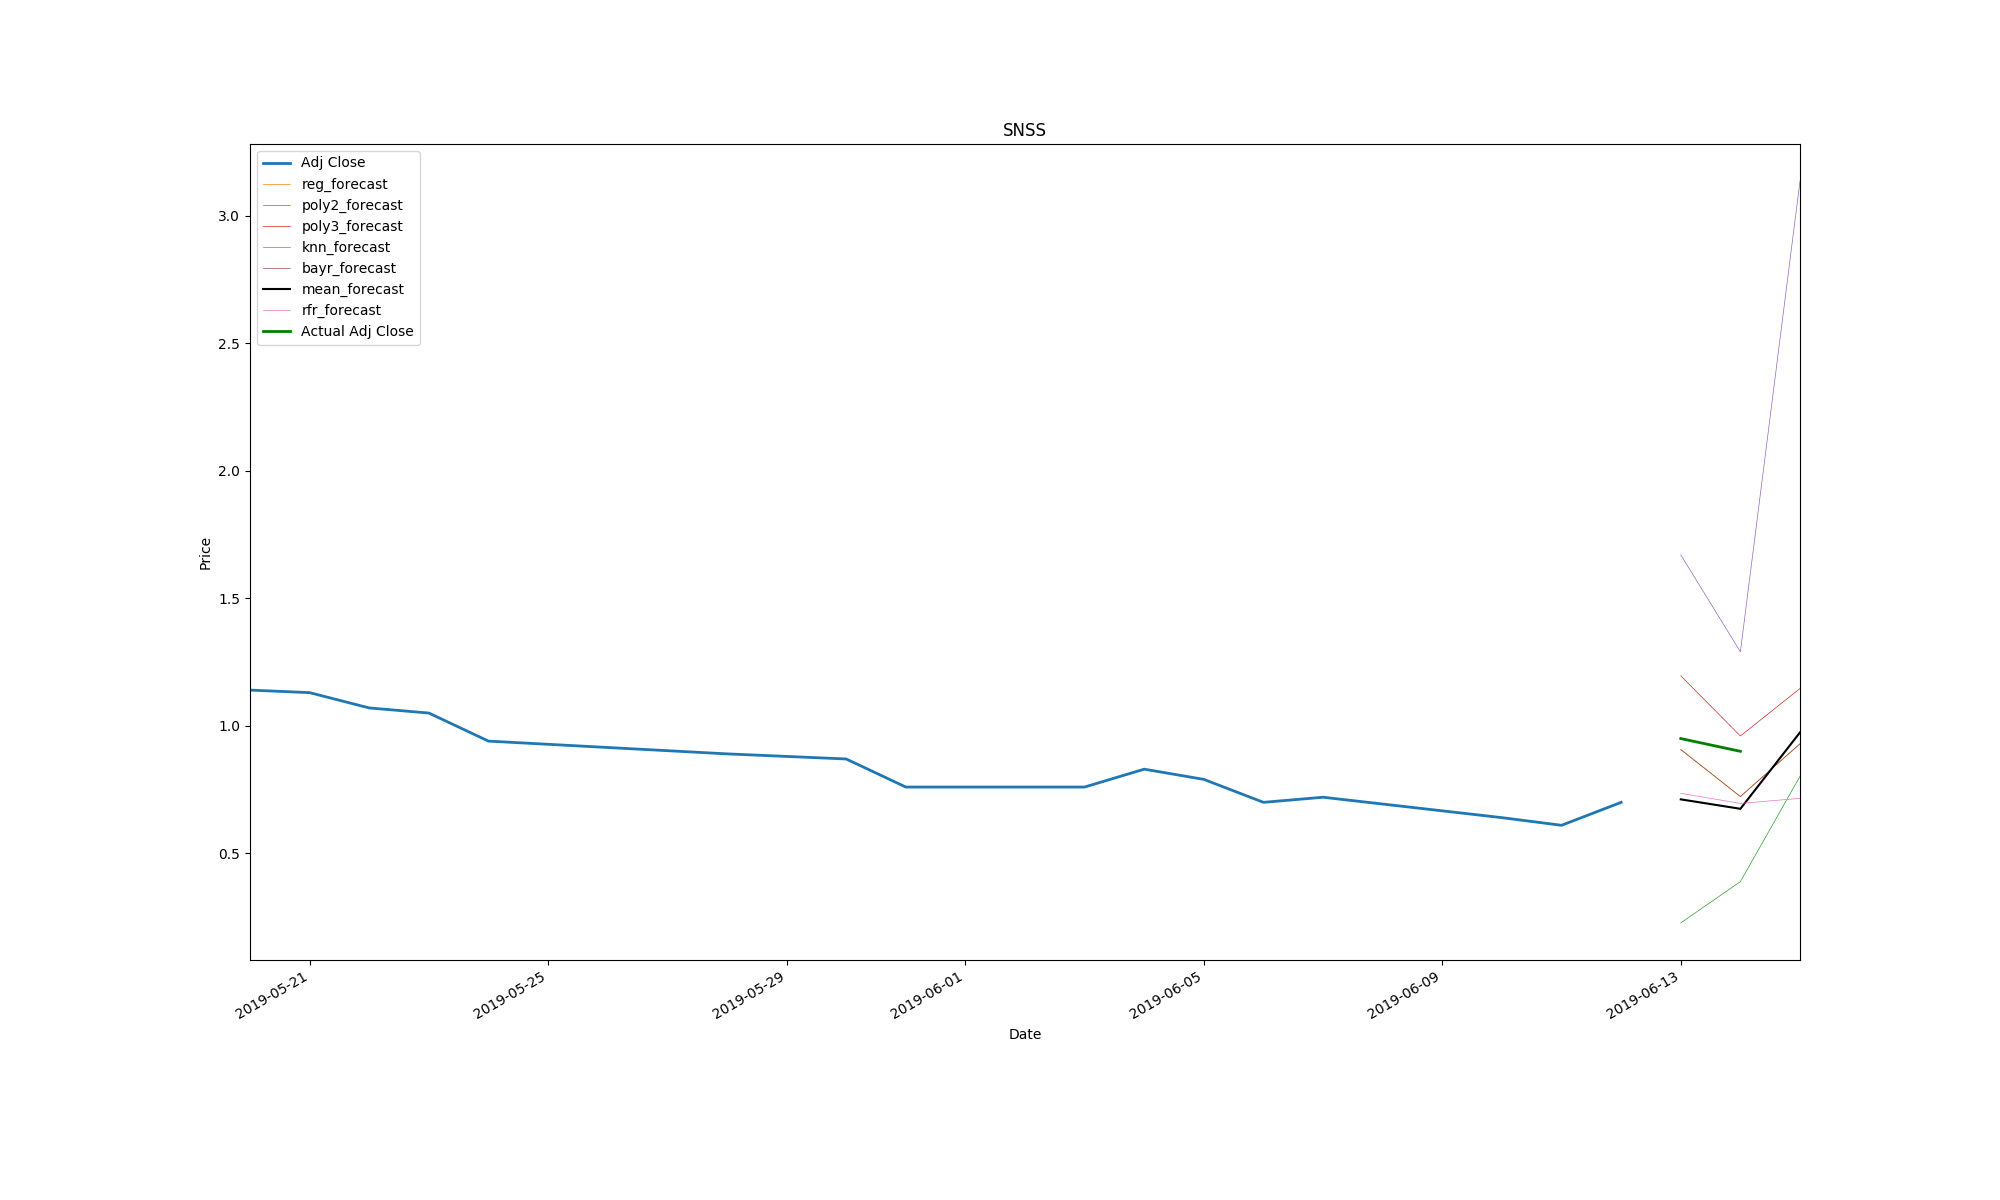 SNSS
Adj Close
reg_forecast
poly2_forecast
poly3_forecast
knn_forecast
bayr_forecast
mean_forecast
rfr_forecast
Actual Adj Close
3.0
2.5
2.0
1.5
1.0
0.5
Price
2019-05-21
2019-05-25
2019-05-29
2019-06-01
2019-06-05
2019-06-09
2019-06-13
Date